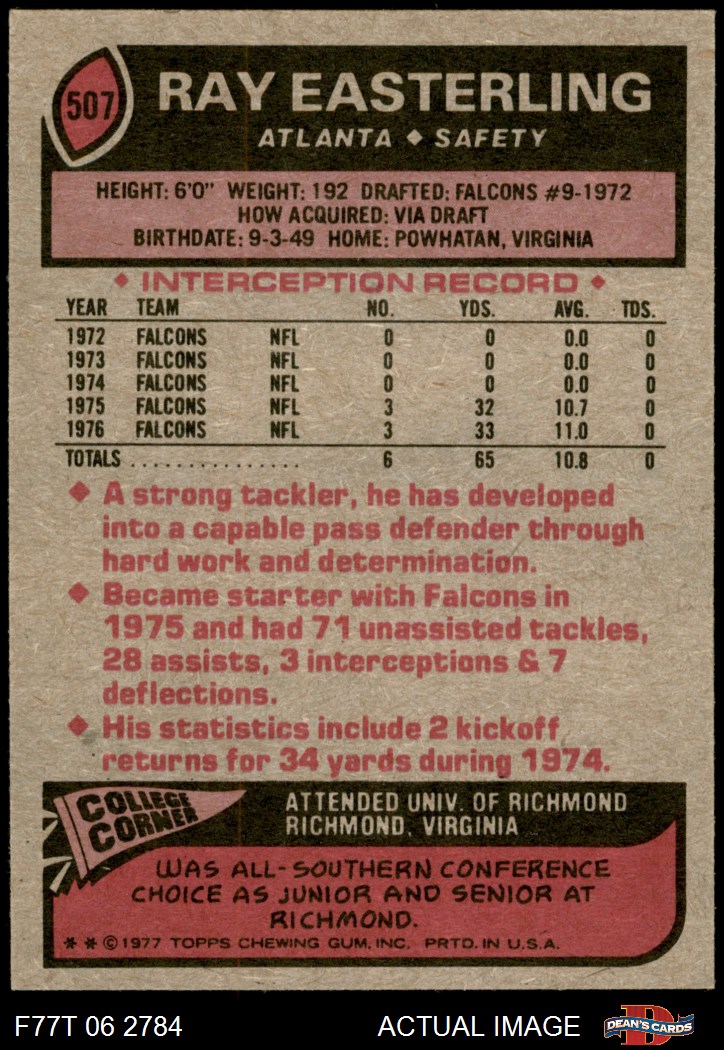 507
RAY EASTERLING
ATLANTA ◆ SAFETY
HEIGHT: 6'0" WEIGHT: 192 DRAFTED: FALCONS #9-1972
HOW ACQUIRED: VIA DRAFT
BIRTHDATE: 9-3-49 HOME: POWHATAN, VIRGINIA
◆ INTERCEPTION RECORD ◆
YEAR TEAM NO. YDS. AVG. TDS.
1972 FALCONS NFL 0 0 0.0 0
1973 FALCONS NFL 0 0 0.0 0
1974 FALCONS NFL 0 0 0.0 0
1975 FALCONS NFL 3 32 10.7 0
1976 FALCONS NFL 3 33 11.0 0
TOTALS ................ 6 65 10.8 0
◆ A strong tackler, he has developed
into a capable pass defender through
hard work and determination.
◆ Became starter with Falcons in
1975 and had 71 unassisted tackles,
28 assists, 3 interceptions & 7
deflections.
◆ His statistics include 2 kickoff
returns for 34 yards during 1974.
COLLEGE
CORNER
ATTENDED UNIV. OF RICHMOND
RICHMOND, VIRGINIA
WAS ALL-SOUTHERN CONFERENCE
CHOICE AS JUNIOR AND SENIOR AT
RICHMOND.
* * © 1977 TOPPS CHEWING GUM, INC. PRTD. IN U.S.A.
F77T 06 2784 ACTUAL IMAGE
D
DEAN'S CARDS